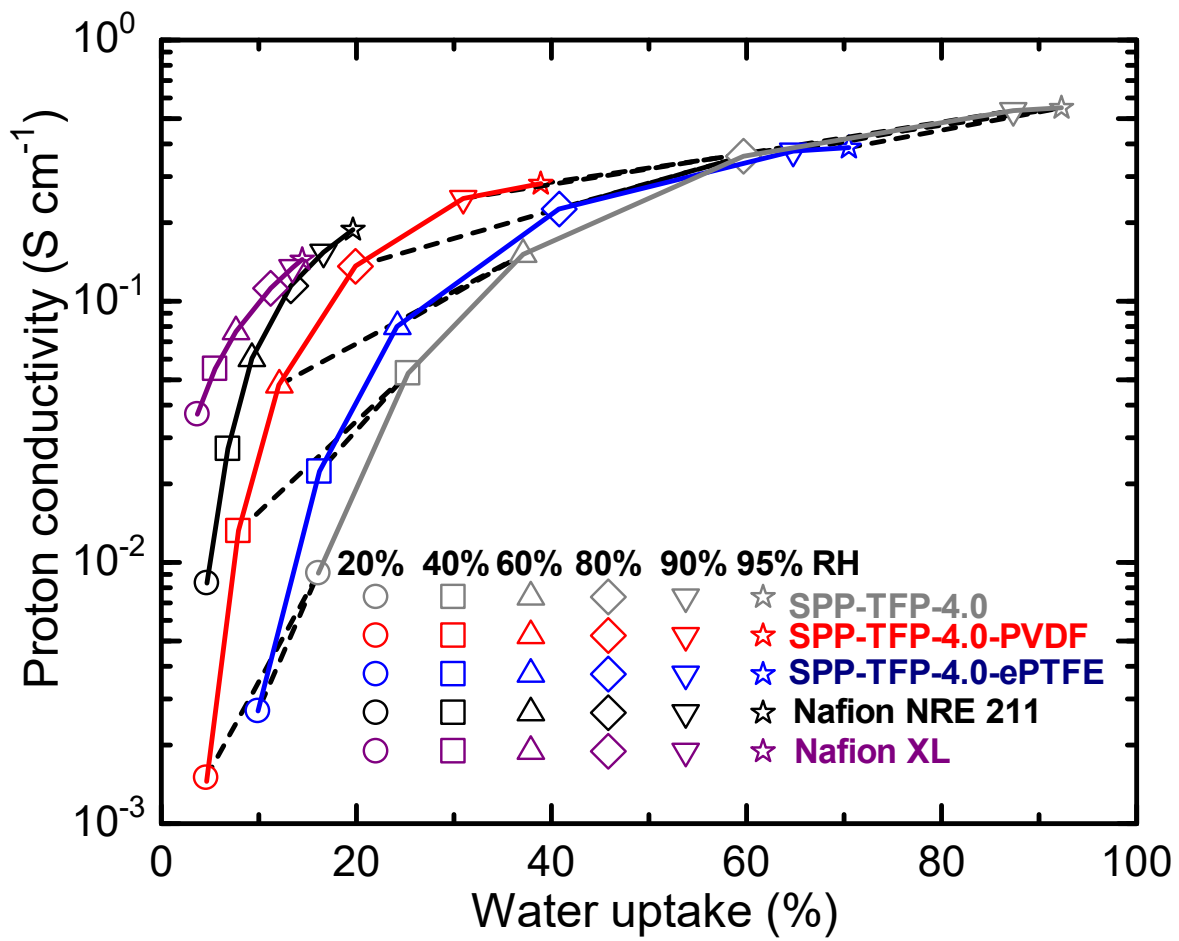 10^0
10^-1
10^-2
10^-3
Proton conductivity (S cm^-1)
20% 40% 60% 80% 90% 95% RH
SPP-TFP-4.0
SPP-TFP-4.0-PVDF
SPP-TFP-4.0-ePTFE
Nafion NRE 211
Nafion XL
0 20 40 60 80 100
Water uptake (%)